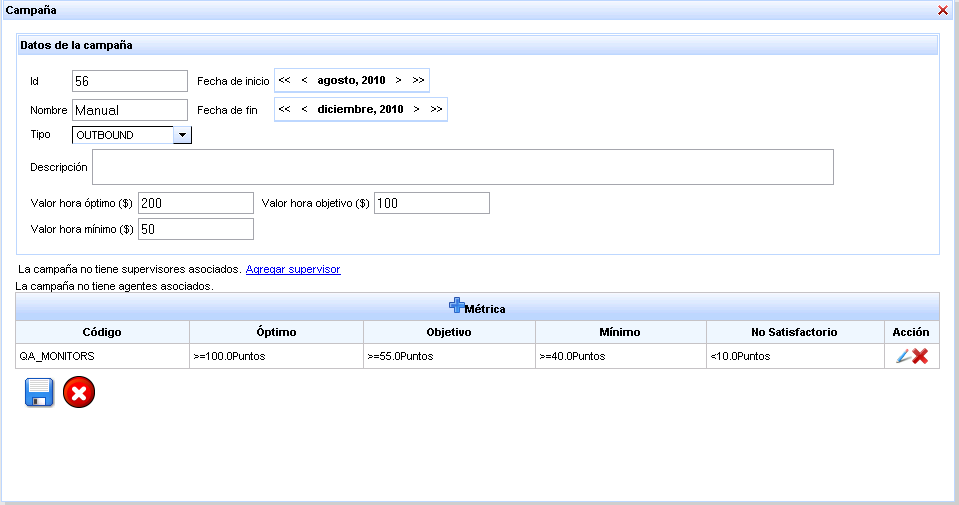 Campaña
Datos de la campaña
Id 56 Fecha de inicio << < agosto, 2010 > >>
Nombre Manual Fecha de fin << < diciembre, 2010 > >>
Tipo OUTBOUND
Descripción
Valor hora óptimo ($) 200 Valor hora objetivo ($) 100
Valor hora mínimo ($) 50
La campaña no tiene supervisores asociados. Agregar supervisor
La campaña no tiene agentes asociados.
Métrica
Código Óptimo Objetivo Mínimo No Satisfactorio Acción
QA_MONITORS >=100.0Puntos >=55.0Puntos >=40.0Puntos <10.0Puntos